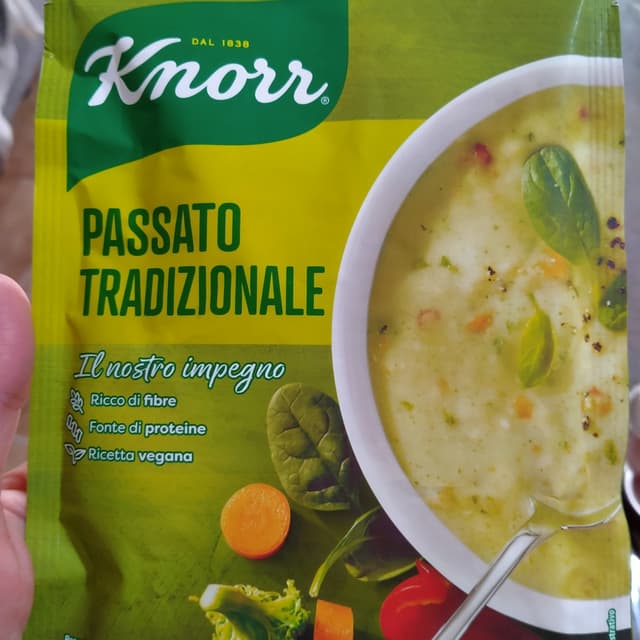 DAL 1838
Knorr®
PASSATO
TRADIZIONALE
Il nostro impegno
Ricco di fibre
Fonte di proteine
Ricetta vegana